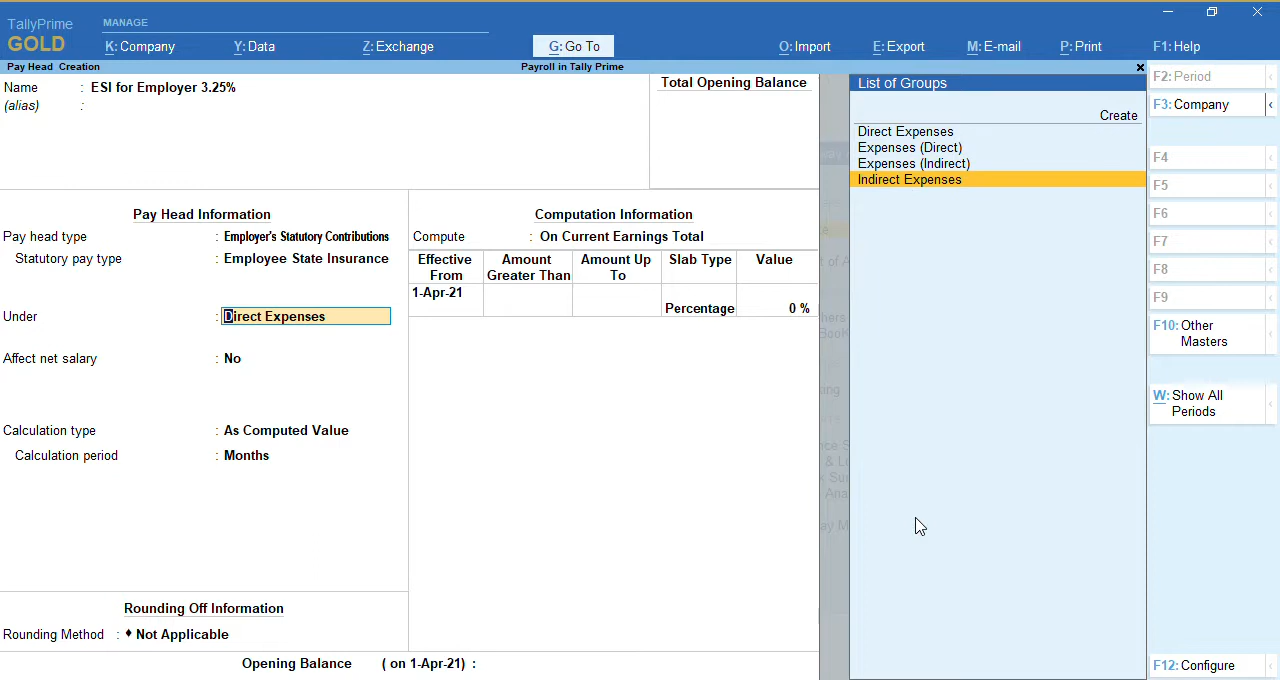 TallyPrime
GOLD
MANAGE
K: Company
Y: Data
Z: Exchange
G: Go To
O: Import
E: Export
M: E-mail
P: Print
F1: Help
Pay Head Creation
Payroll in Tally Prime
Name : ESI for Employer 3.25%
(alias) :
Total Opening Balance
Pay Head Information
Pay head type : Employer's Statutory Contributions
Statutory pay type : Employee State Insurance
Under : Direct Expenses
Affect net salary : No
Calculation type : As Computed Value
Calculation period : Months
Computation Information
Compute : On Current Earnings Total
Effective From
Amount Greater Than
Amount Up To
Slab Type
Value
1-Apr-21
Percentage 0 %
Rounding Off Information
Rounding Method : ♦ Not Applicable
Opening Balance ( on 1-Apr-21) :
List of Groups
Create
Direct Expenses
Expenses (Direct)
Expenses (Indirect)
Indirect Expenses
F2: Period
F3: Company
F4
F5
F6
F7
F8
F9
F10: Other
Masters
W: Show All
Periods
F12: Configure